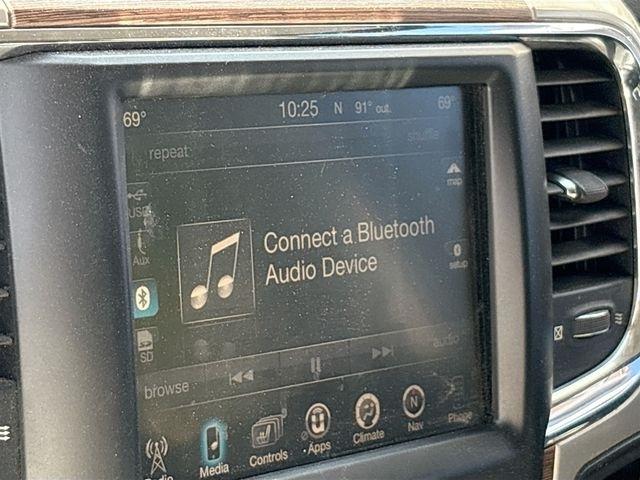 69° 10:25 N 91° out. 69°
repeat shuffle
map
USB
Connect a Bluetooth
Audio Device
Aux
setup
SD
audio
browse
Radio Media Controls Apps Climate Nav Phone
N